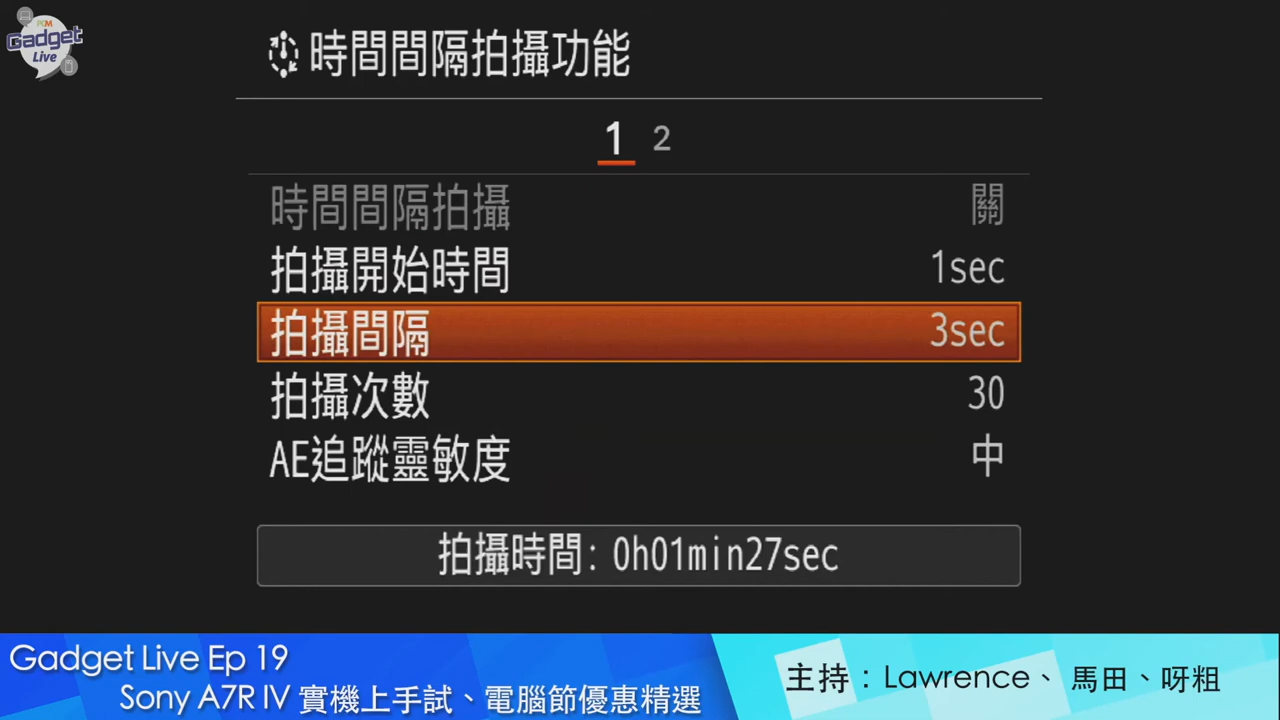 PCM
Gadget
Live
時間間隔拍攝功能
1 2
時間間隔拍攝 關
拍攝開始時間 1sec
拍攝間隔 3sec
拍攝次數 30
AE追蹤靈敏度 中
拍攝時間: 0h01min27sec
Gadget Live Ep 19
Sony A7R IV 實機上手試、電腦節優惠精選
主持：Lawrence、馬田、呀粗